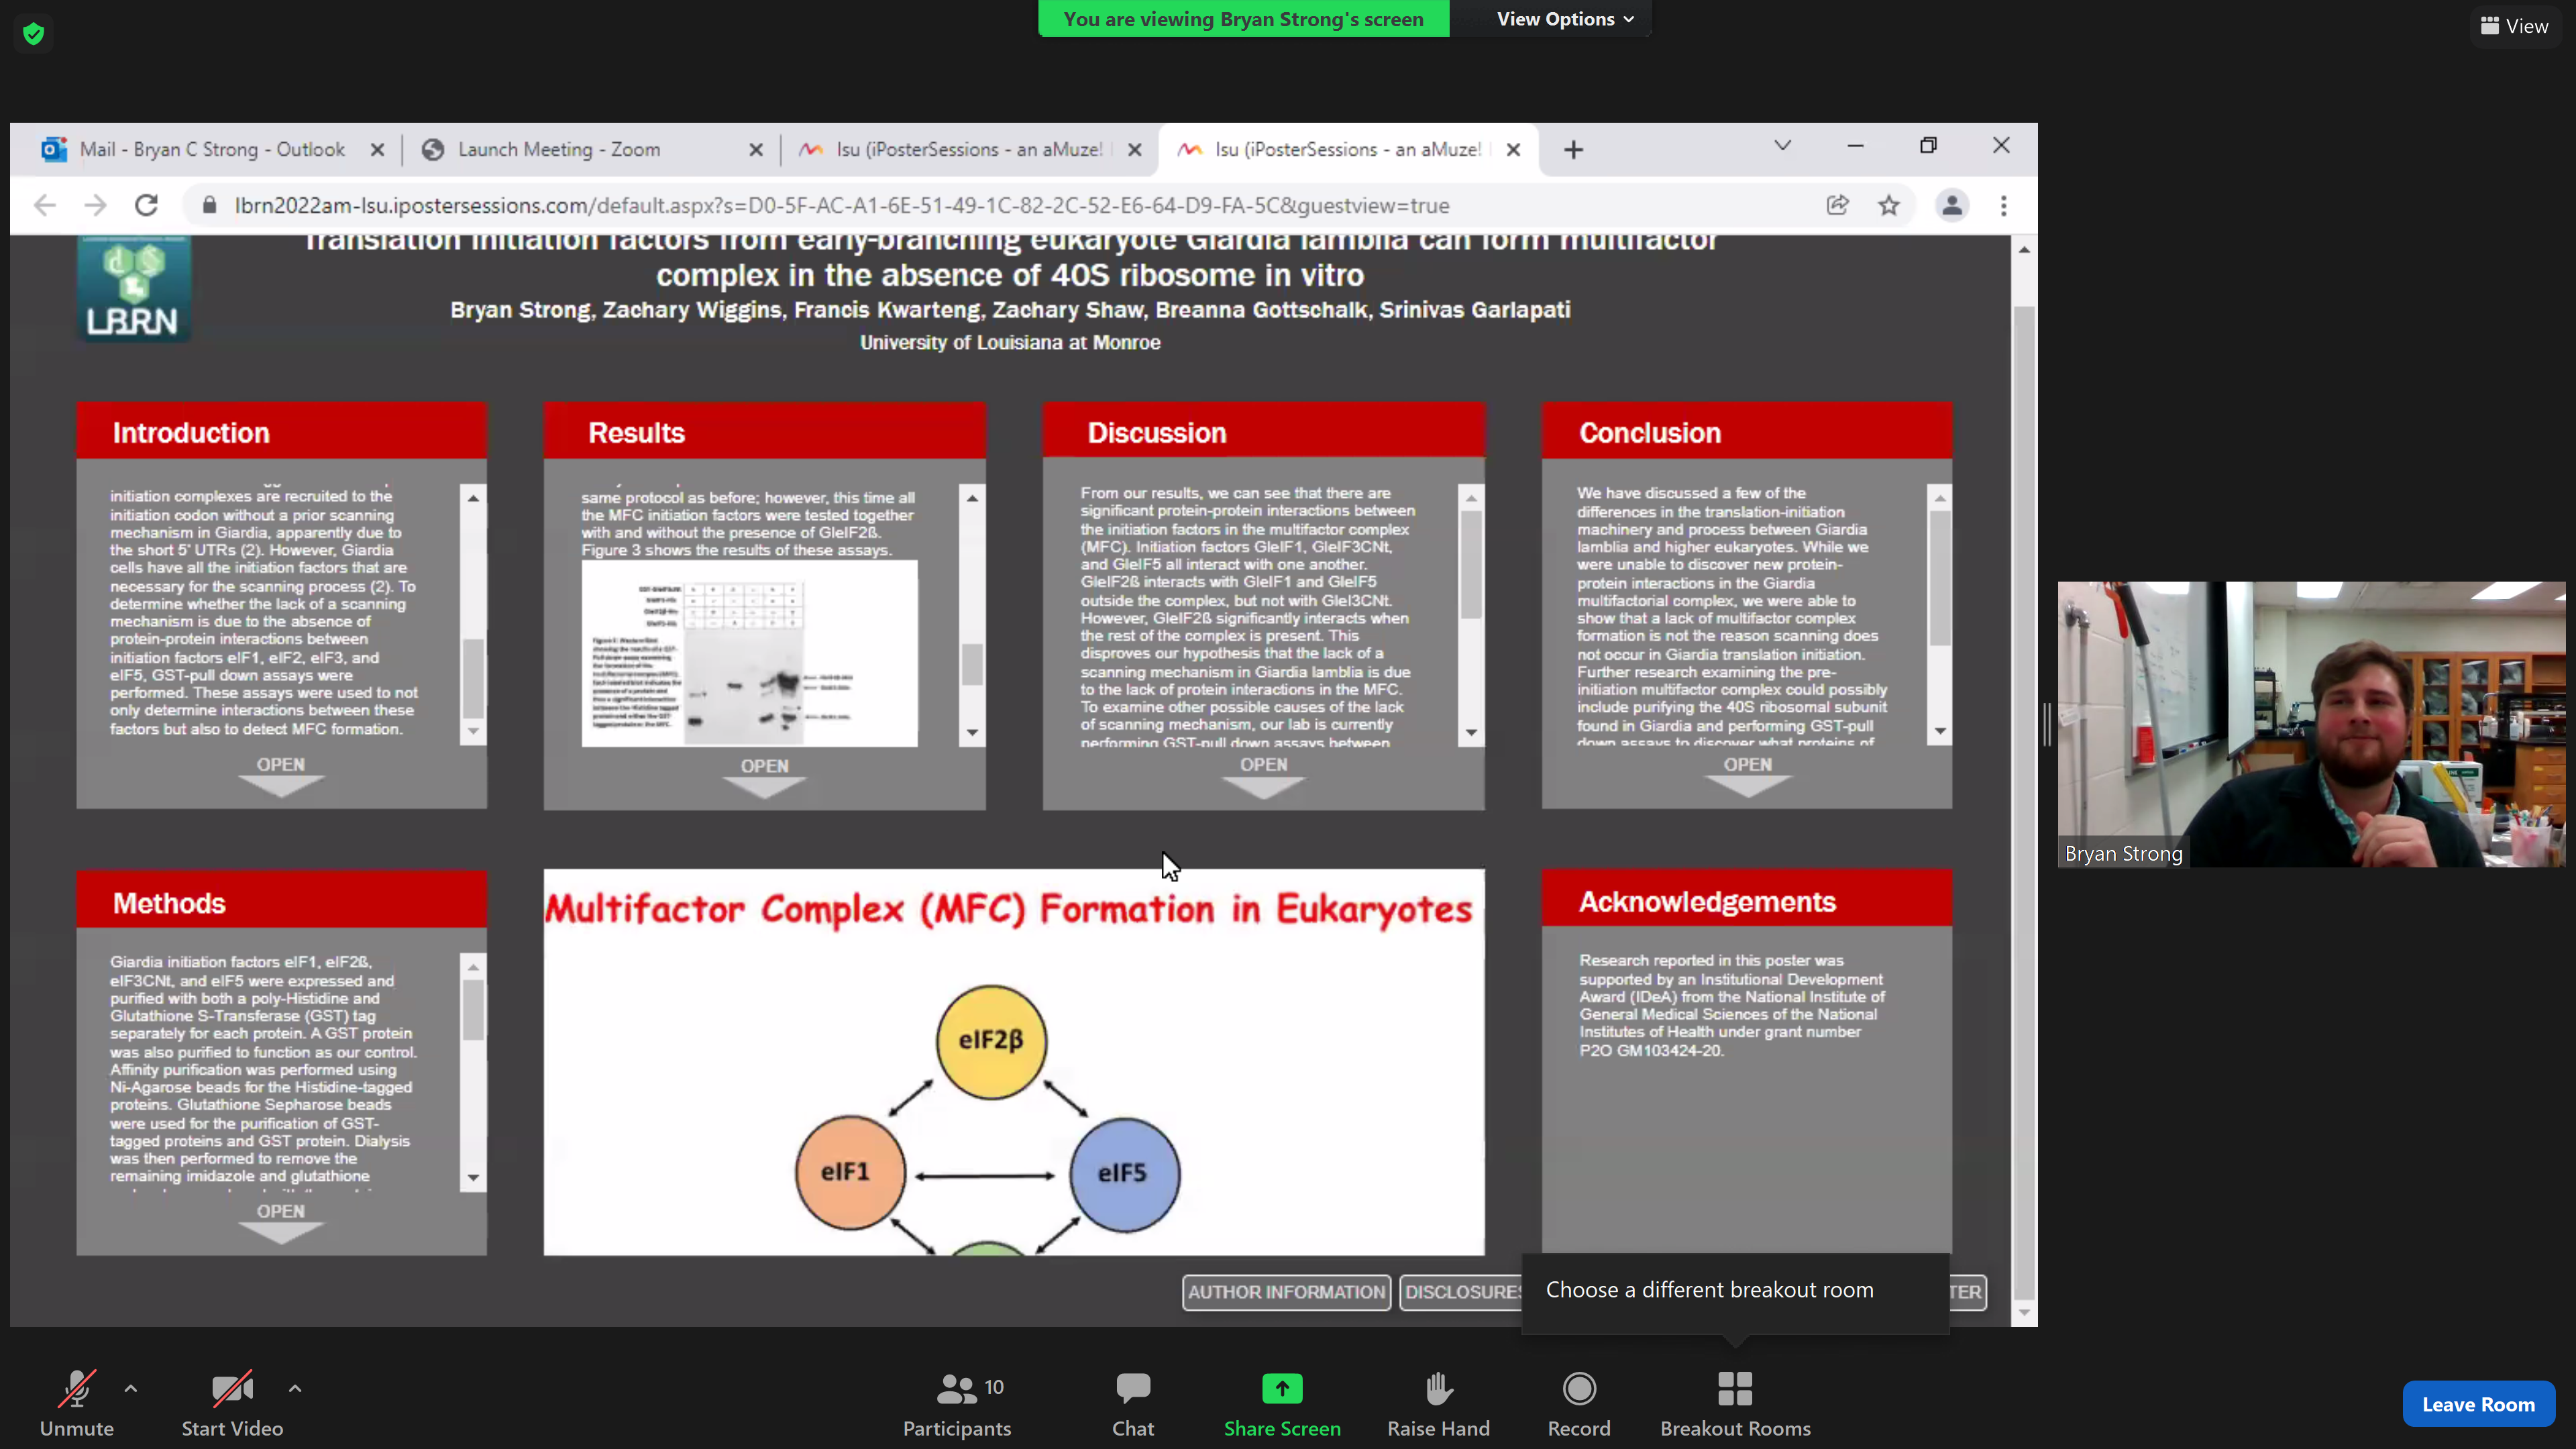 You are viewing Bryan Strong's screen
View Options
View
Mail - Bryan C Strong - Outlook
Launch Meeting - Zoom
lsu (iPosterSessions - an aMuze!
lsu (iPosterSessions - an aMuze!
lbrn2022am-lsu.ipostersessions.com/default.aspx?s=D0-5F-AC-A1-6E-51-49-1C-82-2C-52-E6-64-D9-FA-5C&guestview=true
LBRN
Translation initiation factors from early-branching eukaryote Giardia lamblia can form multifactor
complex in the absence of 40S ribosome in vitro
Bryan Strong, Zachary Wiggins, Francis Kwarteng, Zachary Shaw, Breanna Gottschalk, Srinivas Garlapati
University of Louisiana at Monroe
Introduction
initiation complexes are recruited to the
initiation codon without a prior scanning
mechanism in Giardia, apparently due to
the short 5' UTRs (2). However, Giardia
cells have all the initiation factors that are
necessary for the scanning process (2). To
determine whether the lack of a scanning
mechanism is due to the absence of
protein-protein interactions between
initiation factors eIF1, eIF2, eIF3, and
eIF5, GST-pull down assays were
performed. These assays were used to not
only determine interactions between these
factors but also to detect MFC formation.
OPEN
Results
same protocol as before; however, this time all
the MFC initiation factors were tested together
with and without the presence of GleIF2ß.
Figure 3 shows the results of these assays.
OPEN
Discussion
From our results, we can see that there are
significant protein-protein interactions between
the initiation factors in the multifactor complex
(MFC). Initiation factors GleIF1, GleIF3CNt,
and GleIF5 all interact with one another.
GleIF2ß interacts with GleIF1 and GleIF5
outside the complex, but not with GleI3CNt.
However, GleIF2ß significantly interacts when
the rest of the complex is present. This
disproves our hypothesis that the lack of a
scanning mechanism in Giardia lamblia is due
to the lack of protein interactions in the MFC.
To examine other possible causes of the lack
of scanning mechanism, our lab is currently
performing GST-pull down assays between
OPEN
Conclusion
We have discussed a few of the
differences in the translation-initiation
machinery and process between Giardia
lamblia and higher eukaryotes. While we
were unable to discover new protein-
protein interactions in the Giardia
multifactorial complex, we were able to
show that a lack of multifactor complex
formation is not the reason scanning does
not occur in Giardia translation initiation.
Further research examining the pre-
initiation multifactor complex could possibly
include purifying the 40S ribosomal subunit
found in Giardia and performing GST-pull
down assays to discover what proteins of
OPEN
Methods
Giardia initiation factors eIF1, eIF2ß,
eIF3CNt, and eIF5 were expressed and
purified with both a poly-Histidine and
Glutathione S-Transferase (GST) tag
separately for each protein. A GST protein
was also purified to function as our control.
Affinity purification was performed using
Ni-Agarose beads for the Histidine-tagged
proteins. Glutathione Sepharose beads
were used for the purification of GST-
tagged proteins and GST protein. Dialysis
was then performed to remove the
remaining imidazole and glutathione
OPEN
Multifactor Complex (MFC) Formation in Eukaryotes
eIF2β
eIF1
eIF5
Acknowledgements
Research reported in this poster was
supported by an Institutional Development
Award (IDeA) from the National Institute of
General Medical Sciences of the National
Institutes of Health under grant number
P2O GM103424-20.
AUTHOR INFORMATION
DISCLOSURES
TER
Choose a different breakout room
Bryan Strong
Unmute
Start Video
10
Participants
Chat
Share Screen
Raise Hand
Record
Breakout Rooms
Leave Room